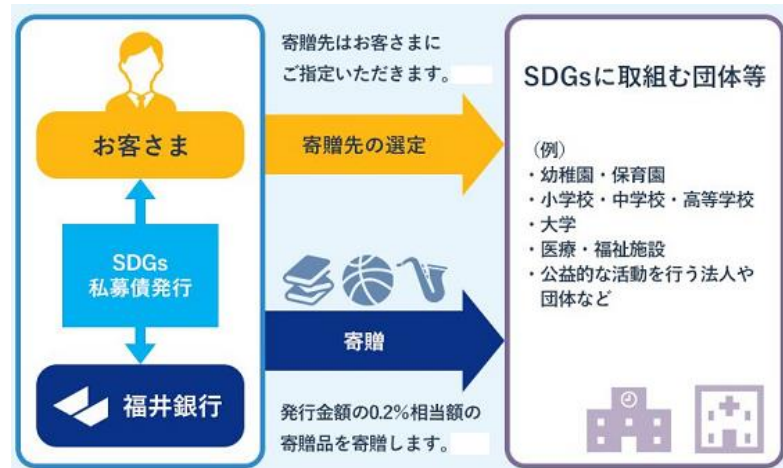 お客さま
SDGs
私募債発行
福井銀行
寄贈先はお客さまに
ご指定いただきます。
寄贈先の選定
寄贈
発行金額の0.2%相当額の
寄贈品を寄贈します。
SDGsに取組む団体等
（例）
・幼稚園・保育園
・小学校・中学校・高等学校
・大学
・医療・福祉施設
・公益的な活動を行う法人や
団体など